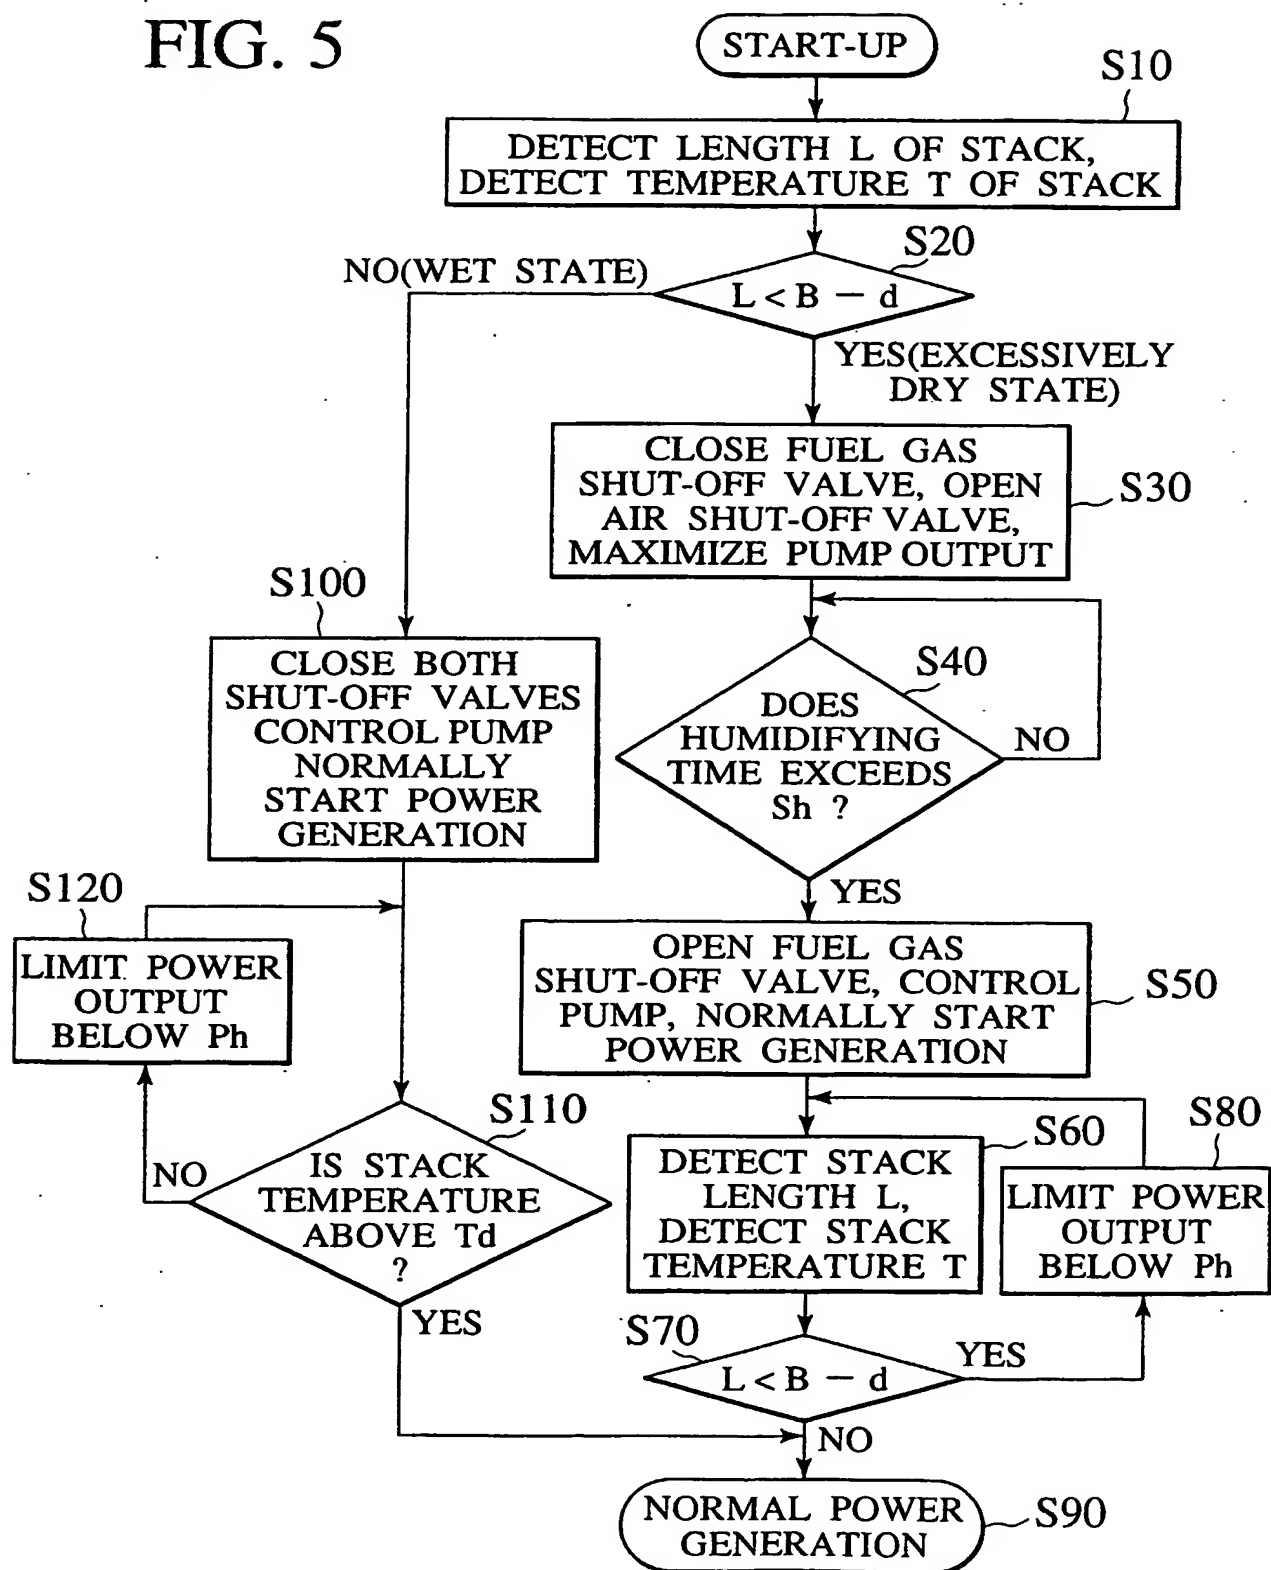 FIG. 5
START-UP
S10
DETECT LENGTH L OF STACK,
DETECT TEMPERATURE T OF STACK
S20
L < B - d
NO(WET STATE)
YES(EXCESSIVELY
DRY STATE)
CLOSE FUEL GAS
SHUT-OFF VALVE, OPEN
AIR SHUT-OFF VALVE,
MAXIMIZE PUMP OUTPUT
S30
S100
CLOSE BOTH
SHUT-OFF VALVES
CONTROL PUMP
NORMALLY
START POWER
GENERATION
S40
DOES
HUMIDIFYING
TIME EXCEEDS
Sh ?
NO
YES
S120
LIMIT POWER
OUTPUT
BELOW Ph
OPEN FUEL GAS
SHUT-OFF VALVE, CONTROL
PUMP, NORMALLY START
POWER GENERATION
S50
S110
IS STACK
TEMPERATURE
ABOVE Td
?
NO
YES
S60
DETECT STACK
LENGTH L,
DETECT STACK
TEMPERATURE T
S80
LIMIT POWER
OUTPUT
BELOW Ph
S70
L < B - d
YES
NO
NORMAL POWER
GENERATION
S90